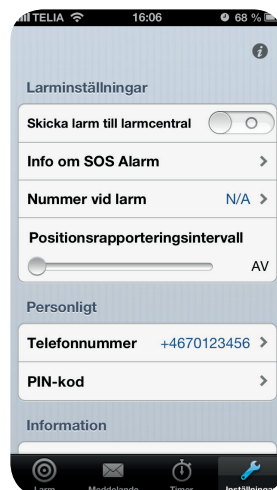 TELIA 16:06 68 %
Larminställningar
Skicka larm till larmcentral
Info om SOS Alarm
Nummer vid larm N/A
Positionsrapporteringsintervall
AV
Personligt
Telefonnummer +4670123456
PIN-kod
Information
Larm Meddelande Timer Inställningar